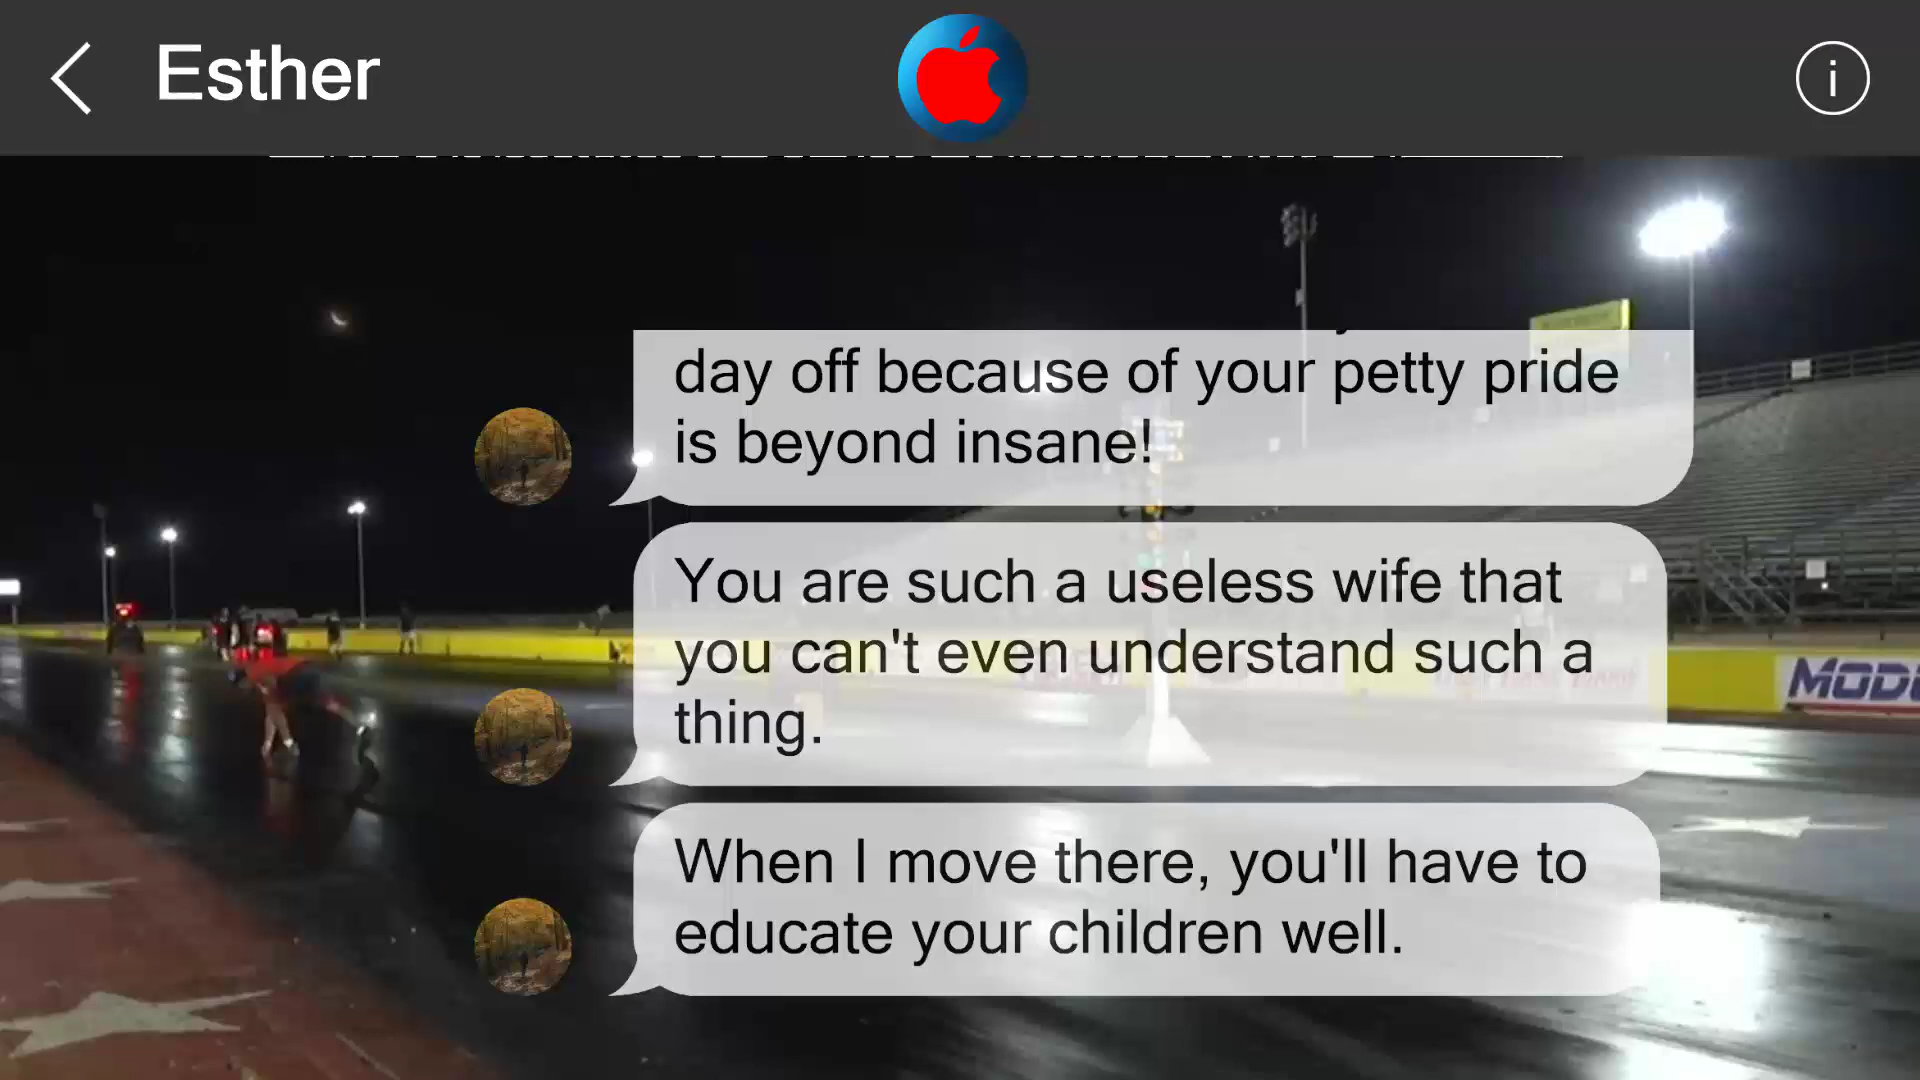 Esther
day off because of your petty pride
is beyond insane!
You are such a useless wife that
you can't even understand such a
thing.
When I move there, you'll have to
educate your children well.